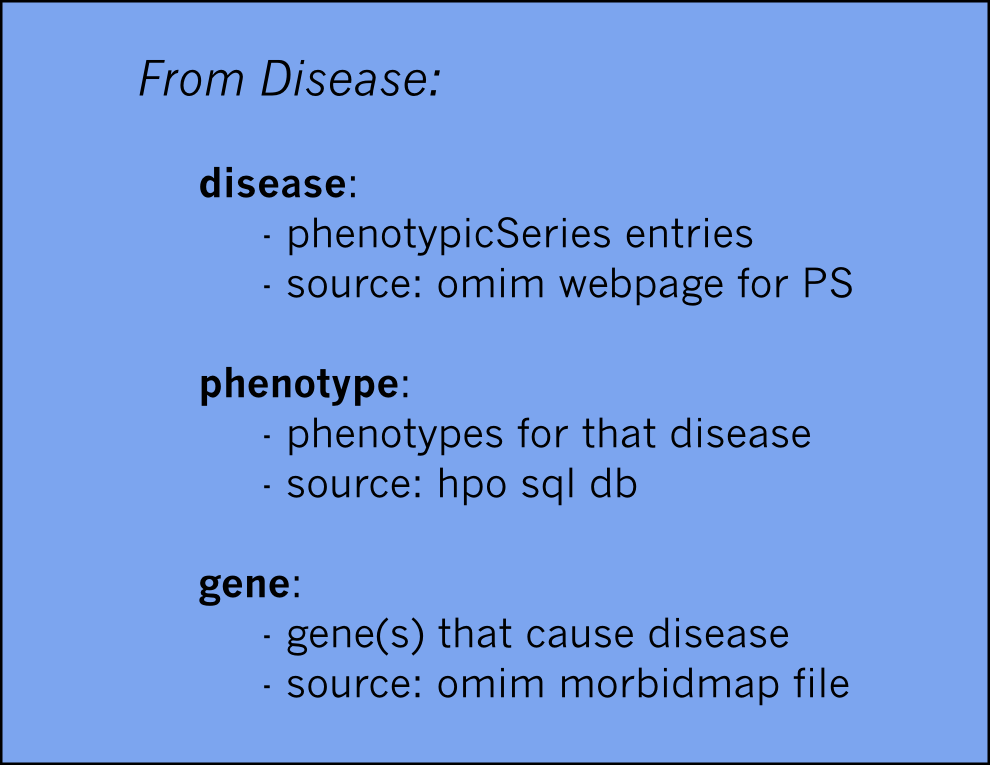 From Disease:
disease:
- phenotypicSeries entries
- source: omim webpage for PS
phenotype:
- phenotypes for that disease
- source: hpo sql db
gene:
- gene(s) that cause disease
- source: omim morbidmap file